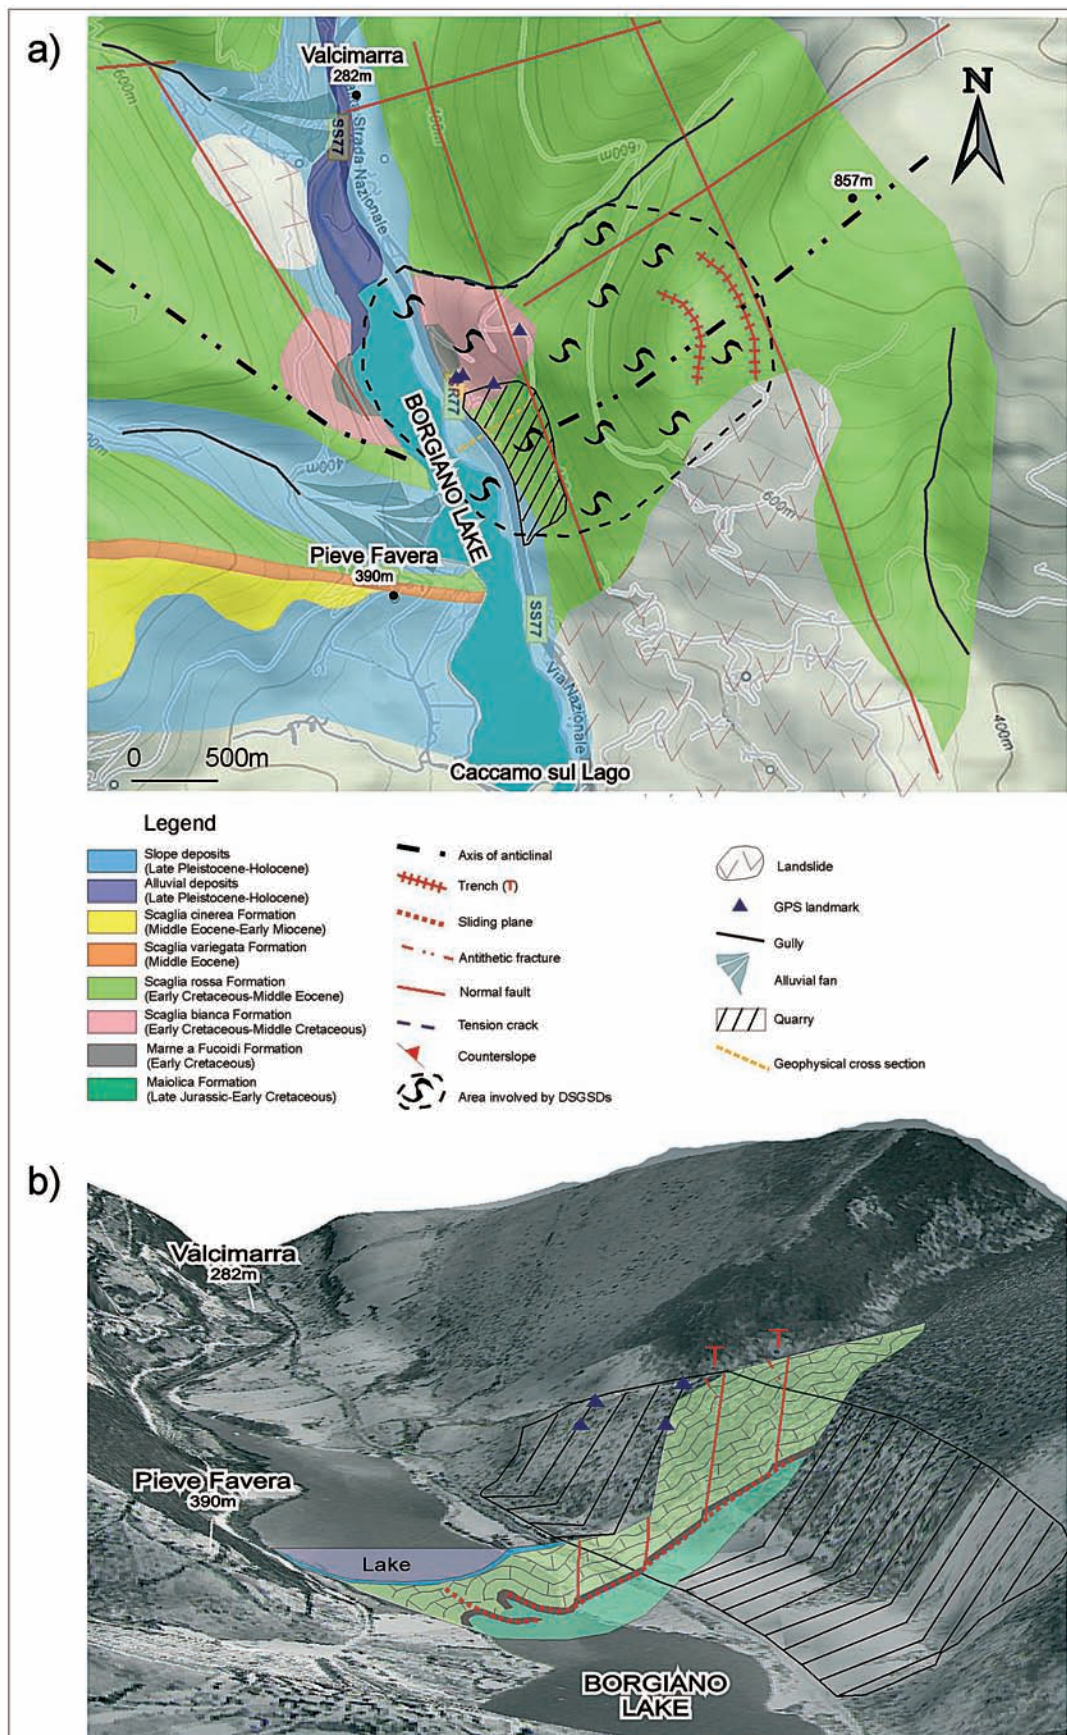 a)
Valcimarra
282m
N
600m
400m
600m
857m
SS77
Strada Nazionale
R77
BORGIANO LAKE
400m
600m
Pieve Favera
390m
SS77
Via Nazionale
400m
0 500m
Caccamo sul Lago
Legend
Slope deposits
(Late Pleistocene-Holocene)
Alluvial deposits
(Late Pleistocene-Holocene)
Scaglia cinerea Formation
(Middle Eocene-Early Miocene)
Scaglia variegata Formation
(Middle Eocene)
Scaglia rossa Formation
(Early Cretaceous-Middle Eocene)
Scaglia bianca Formation
(Early Cretaceous-Middle Cretaceous)
Marne a Fucoidi Formation
(Early Cretaceous)
Maiolica Formation
(Late Jurassic-Early Cretaceous)
Axis of anticlinal
Trench (T)
Sliding plane
Antithetic fracture
Normal fault
Tension crack
Counterslope
Area involved by DSGSDs
Landslide
GPS landmark
Gully
Alluvial fan
Quarry
Geophysical cross section
b)
Valcimarra
282m
T
T
Pieve Favera
390m
Lake
BORGIANO
LAKE